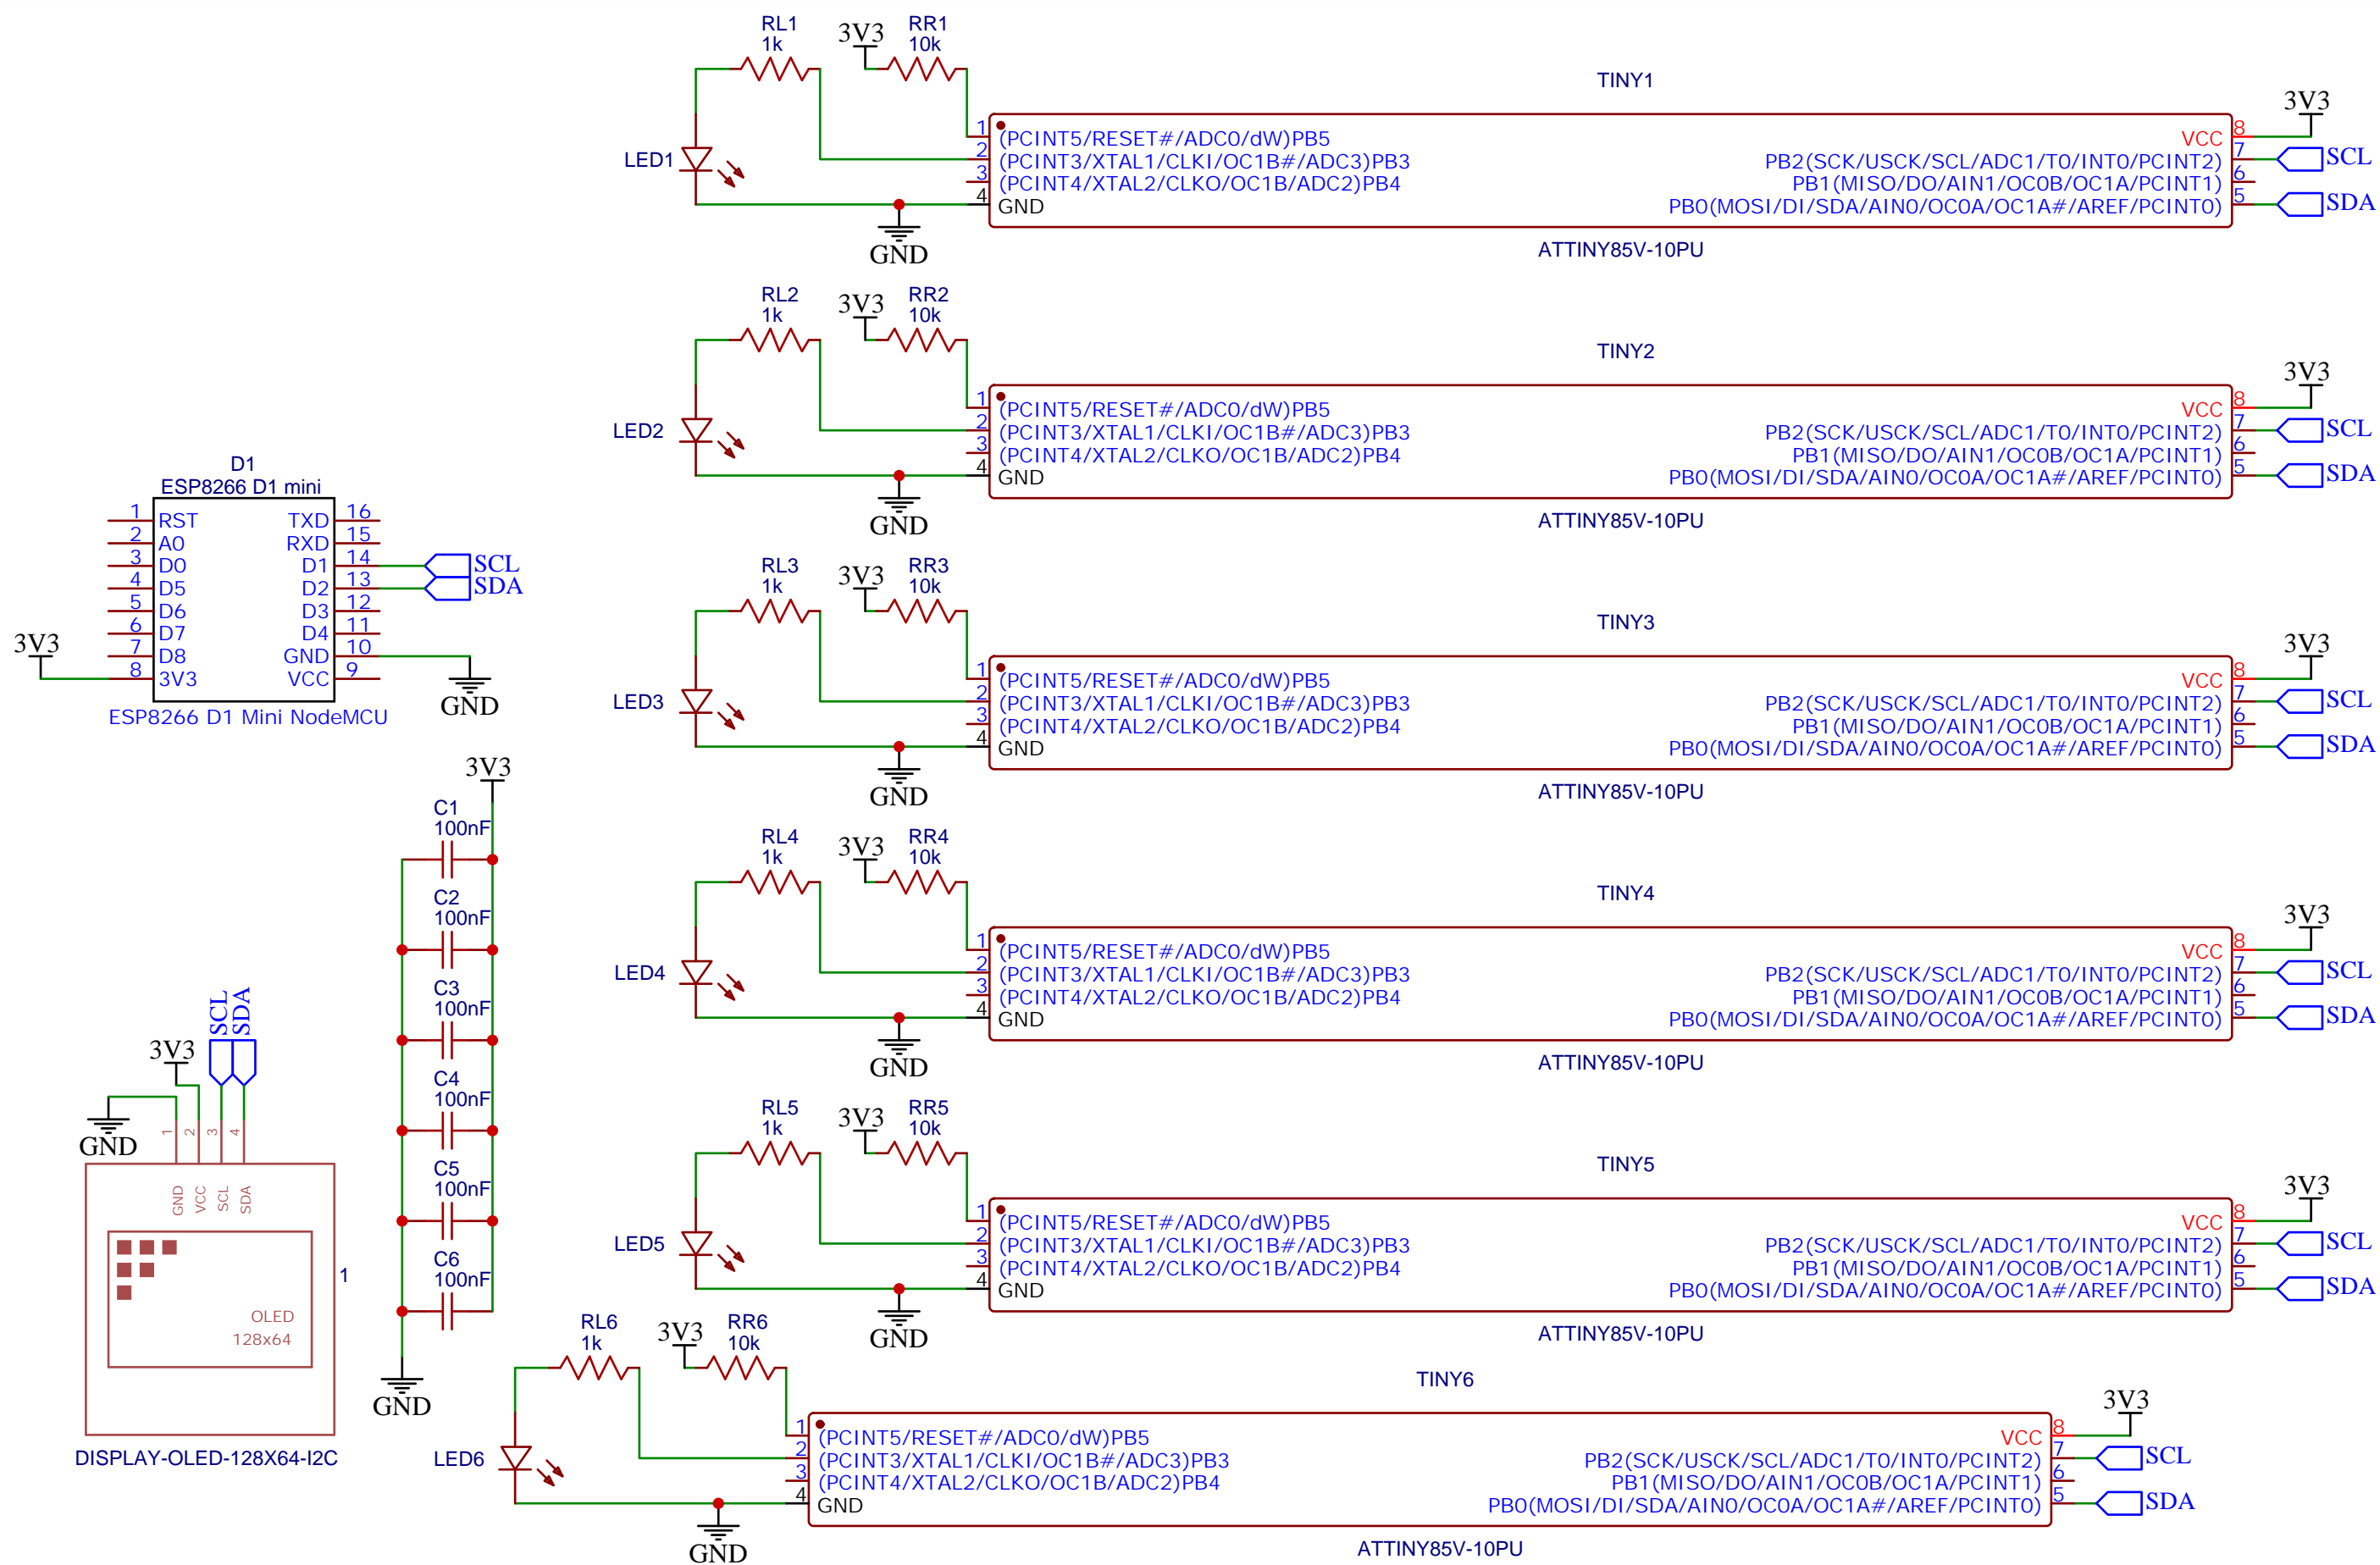 RL1
1k
3V3
RR1
10k
LED1
GND
TINY1
1
2
3
4
(PCINT5/RESET#/ADC0/dW)PB5
(PCINT3/XTAL1/CLKI/OC1B#/ADC3)PB3
(PCINT4/XTAL2/CLKO/OC1B/ADC2)PB4
GND
VCC
PB2(SCK/USCK/SCL/ADC1/T0/INT0/PCINT2)
PB1(MISO/DO/AIN1/OC0B/OC1A/PCINT1)
PB0(MOSI/DI/SDA/AIN0/OC0A/OC1A#/AREF/PCINT0)
8
7
6
5
3V3
SCL
SDA
ATTINY85V-10PU
RL2
1k
3V3
RR2
10k
LED2
GND
TINY2
1
2
3
4
(PCINT5/RESET#/ADC0/dW)PB5
(PCINT3/XTAL1/CLKI/OC1B#/ADC3)PB3
(PCINT4/XTAL2/CLKO/OC1B/ADC2)PB4
GND
VCC
PB2(SCK/USCK/SCL/ADC1/T0/INT0/PCINT2)
PB1(MISO/DO/AIN1/OC0B/OC1A/PCINT1)
PB0(MOSI/DI/SDA/AIN0/OC0A/OC1A#/AREF/PCINT0)
8
7
6
5
3V3
SCL
SDA
ATTINY85V-10PU
D1
ESP8266 D1 mini
1
2
3
4
5
6
7
8
RST
A0
D0
D5
D6
D7
D8
3V3
TXD
RXD
D1
D2
D3
D4
GND
VCC
16
15
14
13
12
11
10
9
SCL
SDA
3V3
GND
ESP8266 D1 Mini NodeMCU
RL3
1k
3V3
RR3
10k
LED3
GND
TINY3
1
2
3
4
(PCINT5/RESET#/ADC0/dW)PB5
(PCINT3/XTAL1/CLKI/OC1B#/ADC3)PB3
(PCINT4/XTAL2/CLKO/OC1B/ADC2)PB4
GND
VCC
PB2(SCK/USCK/SCL/ADC1/T0/INT0/PCINT2)
PB1(MISO/DO/AIN1/OC0B/OC1A/PCINT1)
PB0(MOSI/DI/SDA/AIN0/OC0A/OC1A#/AREF/PCINT0)
8
7
6
5
3V3
SCL
SDA
ATTINY85V-10PU
3V3
C1
100nF
C2
100nF
C3
100nF
C4
100nF
C5
100nF
C6
100nF
GND
RL4
1k
3V3
RR4
10k
LED4
GND
TINY4
1
2
3
4
(PCINT5/RESET#/ADC0/dW)PB5
(PCINT3/XTAL1/CLKI/OC1B#/ADC3)PB3
(PCINT4/XTAL2/CLKO/OC1B/ADC2)PB4
GND
VCC
PB2(SCK/USCK/SCL/ADC1/T0/INT0/PCINT2)
PB1(MISO/DO/AIN1/OC0B/OC1A/PCINT1)
PB0(MOSI/DI/SDA/AIN0/OC0A/OC1A#/AREF/PCINT0)
8
7
6
5
3V3
SCL
SDA
ATTINY85V-10PU
3V3
SCL
SDA
GND
1
2
3
4
GND
VCC
SCL
SDA
OLED
128x64
1
DISPLAY-OLED-128X64-I2C
RL5
1k
3V3
RR5
10k
LED5
GND
TINY5
1
2
3
4
(PCINT5/RESET#/ADC0/dW)PB5
(PCINT3/XTAL1/CLKI/OC1B#/ADC3)PB3
(PCINT4/XTAL2/CLKO/OC1B/ADC2)PB4
GND
VCC
PB2(SCK/USCK/SCL/ADC1/T0/INT0/PCINT2)
PB1(MISO/DO/AIN1/OC0B/OC1A/PCINT1)
PB0(MOSI/DI/SDA/AIN0/OC0A/OC1A#/AREF/PCINT0)
8
7
6
5
3V3
SCL
SDA
ATTINY85V-10PU
RL6
1k
3V3
RR6
10k
LED6
GND
TINY6
1
2
3
4
(PCINT5/RESET#/ADC0/dW)PB5
(PCINT3/XTAL1/CLKI/OC1B#/ADC3)PB3
(PCINT4/XTAL2/CLKO/OC1B/ADC2)PB4
GND
VCC
PB2(SCK/USCK/SCL/ADC1/T0/INT0/PCINT2)
PB1(MISO/DO/AIN1/OC0B/OC1A/PCINT1)
PB0(MOSI/DI/SDA/AIN0/OC0A/OC1A#/AREF/PCINT0)
8
7
6
5
3V3
SCL
SDA
ATTINY85V-10PU